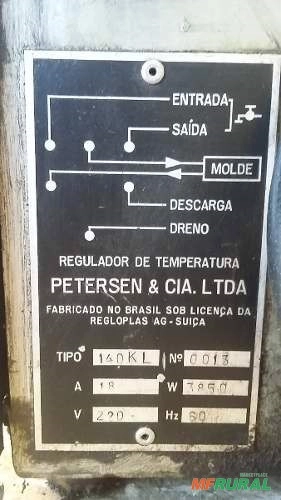 ENTRADA
SAÍDA
MOLDE
DESCARGA
DRENO
REGULADOR DE TEMPERATURA
PETERSEN & CIA. LTDA
FABRICADO NO BRASIL SOB LICENÇA DA
REGLOPLAS AG-SUIÇA
TIPO 140KL Nº 0013
A 18 W 3850
V 220 Hz 60
MARKETPLACE
MFRURAL